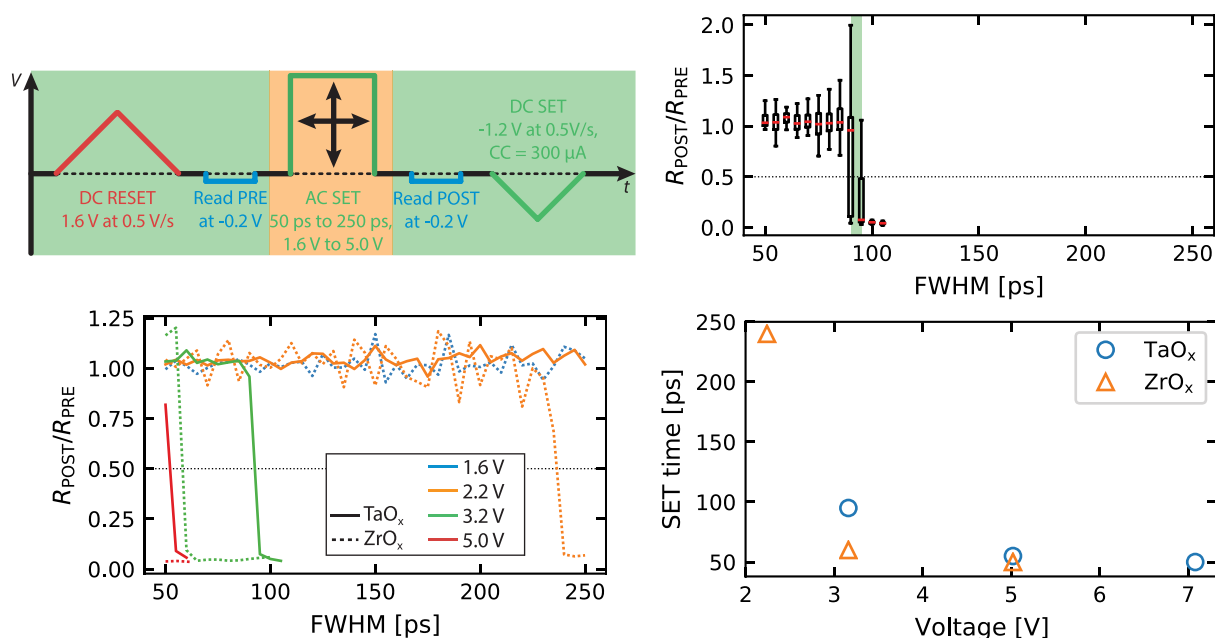 V
DC RESET
1.6 V at 0.5 V/s
Read PRE
at -0.2 V
AC SET
50 ps to 250 ps,
1.6 V to 5.0 V
Read POST
at -0.2 V
DC SET
-1.2 V at 0.5V/s,
CC = 300 µA
t
R_POST/R_PRE
2.0
1.5
1.0
0.5
0.0
50 100 150 200 250
FWHM [ps]
R_POST/R_PRE
1.25
1.00
0.75
0.50
0.25
0.00
TaOₓ
ZrOₓ
1.6 V
2.2 V
3.2 V
5.0 V
50 100 150 200 250
FWHM [ps]
SET time [ps]
250
200
150
100
50
TaOₓ
ZrOₓ
2 3 4 5 6 7
Voltage [V]